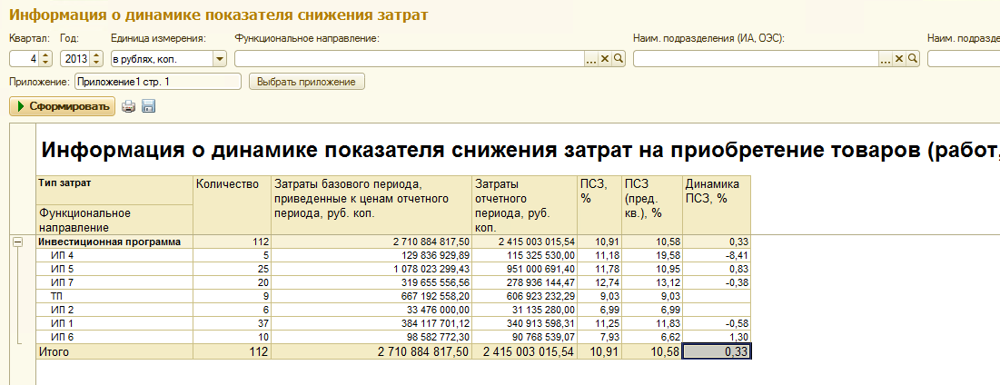 Информация о динамике показателя снижения затрат
Квартал: Год: Единица измерения: Функциональное направление: Наим. подразделения (ИА, ОЭС): Наим. подразде
4 2013 в рублях, коп. ... ...
Приложение: Приложение1 стр. 1 Выбрать приложение
Сформировать
Информация о динамике показателя снижения затрат на приобретение товаров (работ,
Тип затрат
Функциональное
направление
Количество
Затраты базового периода,
приведенные к ценам отчетного
периода, руб. коп.
Затраты
отчетного
периода, руб.
коп.
ПСЗ,
%
ПСЗ
(пред.
кв.), %
Динамика
ПСЗ, %
Инвестиционная программа 112 2 710 884 817,50 2 415 003 015,54 10,91 10,58 0,33
ИП 4 5 129 836 929,89 115 325 530,00 11,18 19,58 -8,41
ИП 5 25 1 078 023 299,43 951 000 691,40 11,78 10,95 0,83
ИП 7 20 319 655 556,56 278 936 144,47 12,74 13,12 -0,38
ТП 9 667 192 558,20 606 923 232,29 9,03 9,03
ИП 2 6 33 476 000,00 31 135 280,00 6,99 6,99
ИП 1 37 384 117 701,12 340 913 598,31 11,25 11,83 -0,58
ИП 6 10 98 582 772,30 90 768 539,07 7,93 6,62 1,30
Итого 112 2 710 884 817,50 2 415 003 015,54 10,91 10,58 0,33